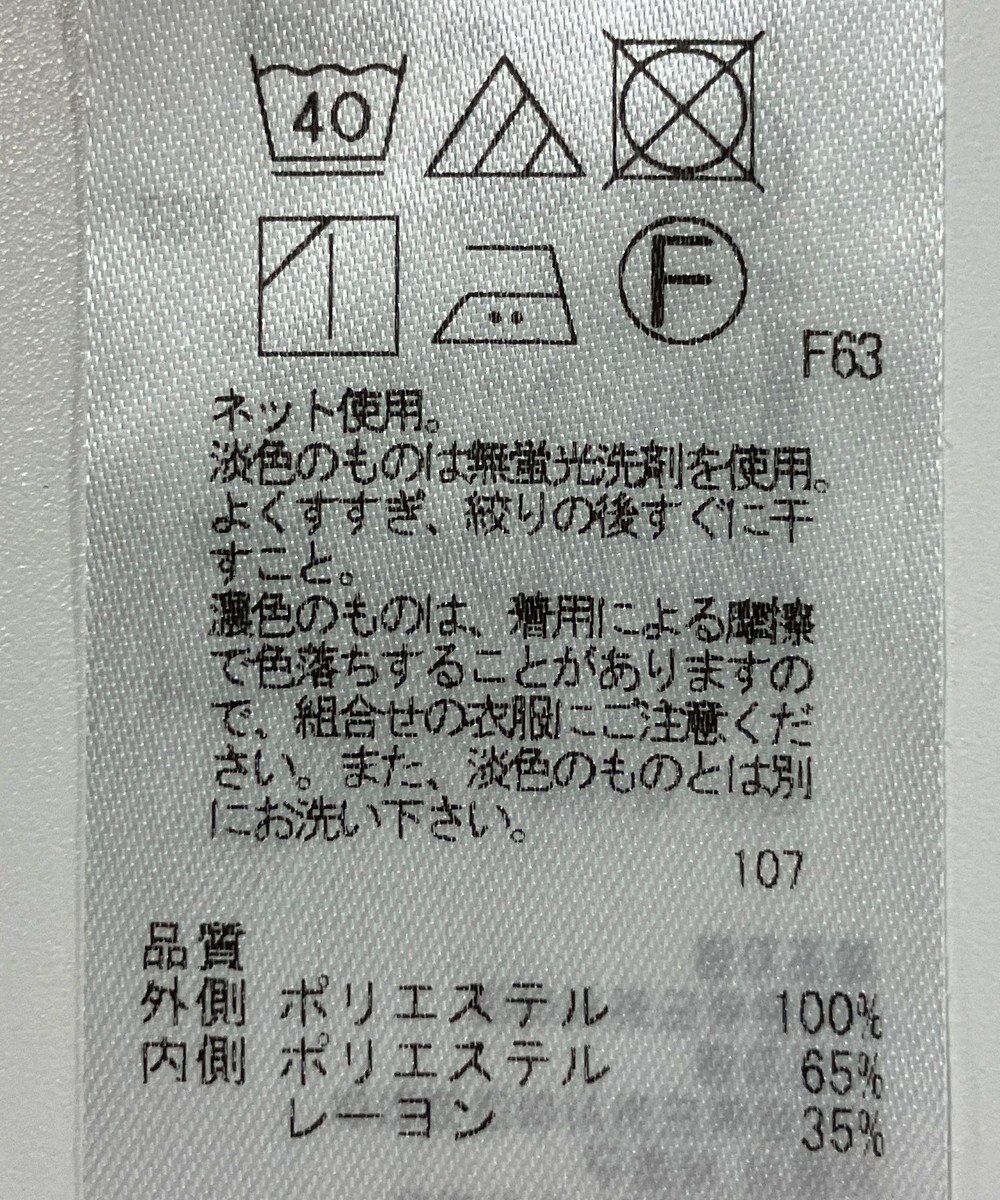 40
F
F63
ネット使用。
淡色のものは無蛍光洗剤を使用。
よくすすぎ、絞りの後すぐに干
すこと。
濃色のものは、着用による摩擦
で色落ちすることがありますの
で、組合せの衣服にご注意くだ
さい。また、淡色のものとは別
にお洗い下さい。
107
品質
外側 ポリエステル 100%
内側 ポリエステル 65%
レーヨン 35%